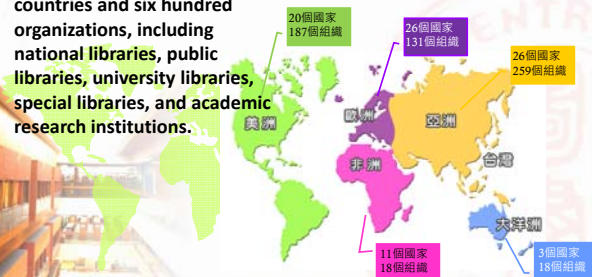 countries and six hundred
organizations, including
national libraries, public
libraries, university libraries,
special libraries, and academic
research institutions.
20個國家
187個組織
26個國家
131個組織
26個國家
259個組織
美洲
歐洲
亞洲
非洲
台灣
大洋洲
11個國家
18個組織
3個國家
18個組織